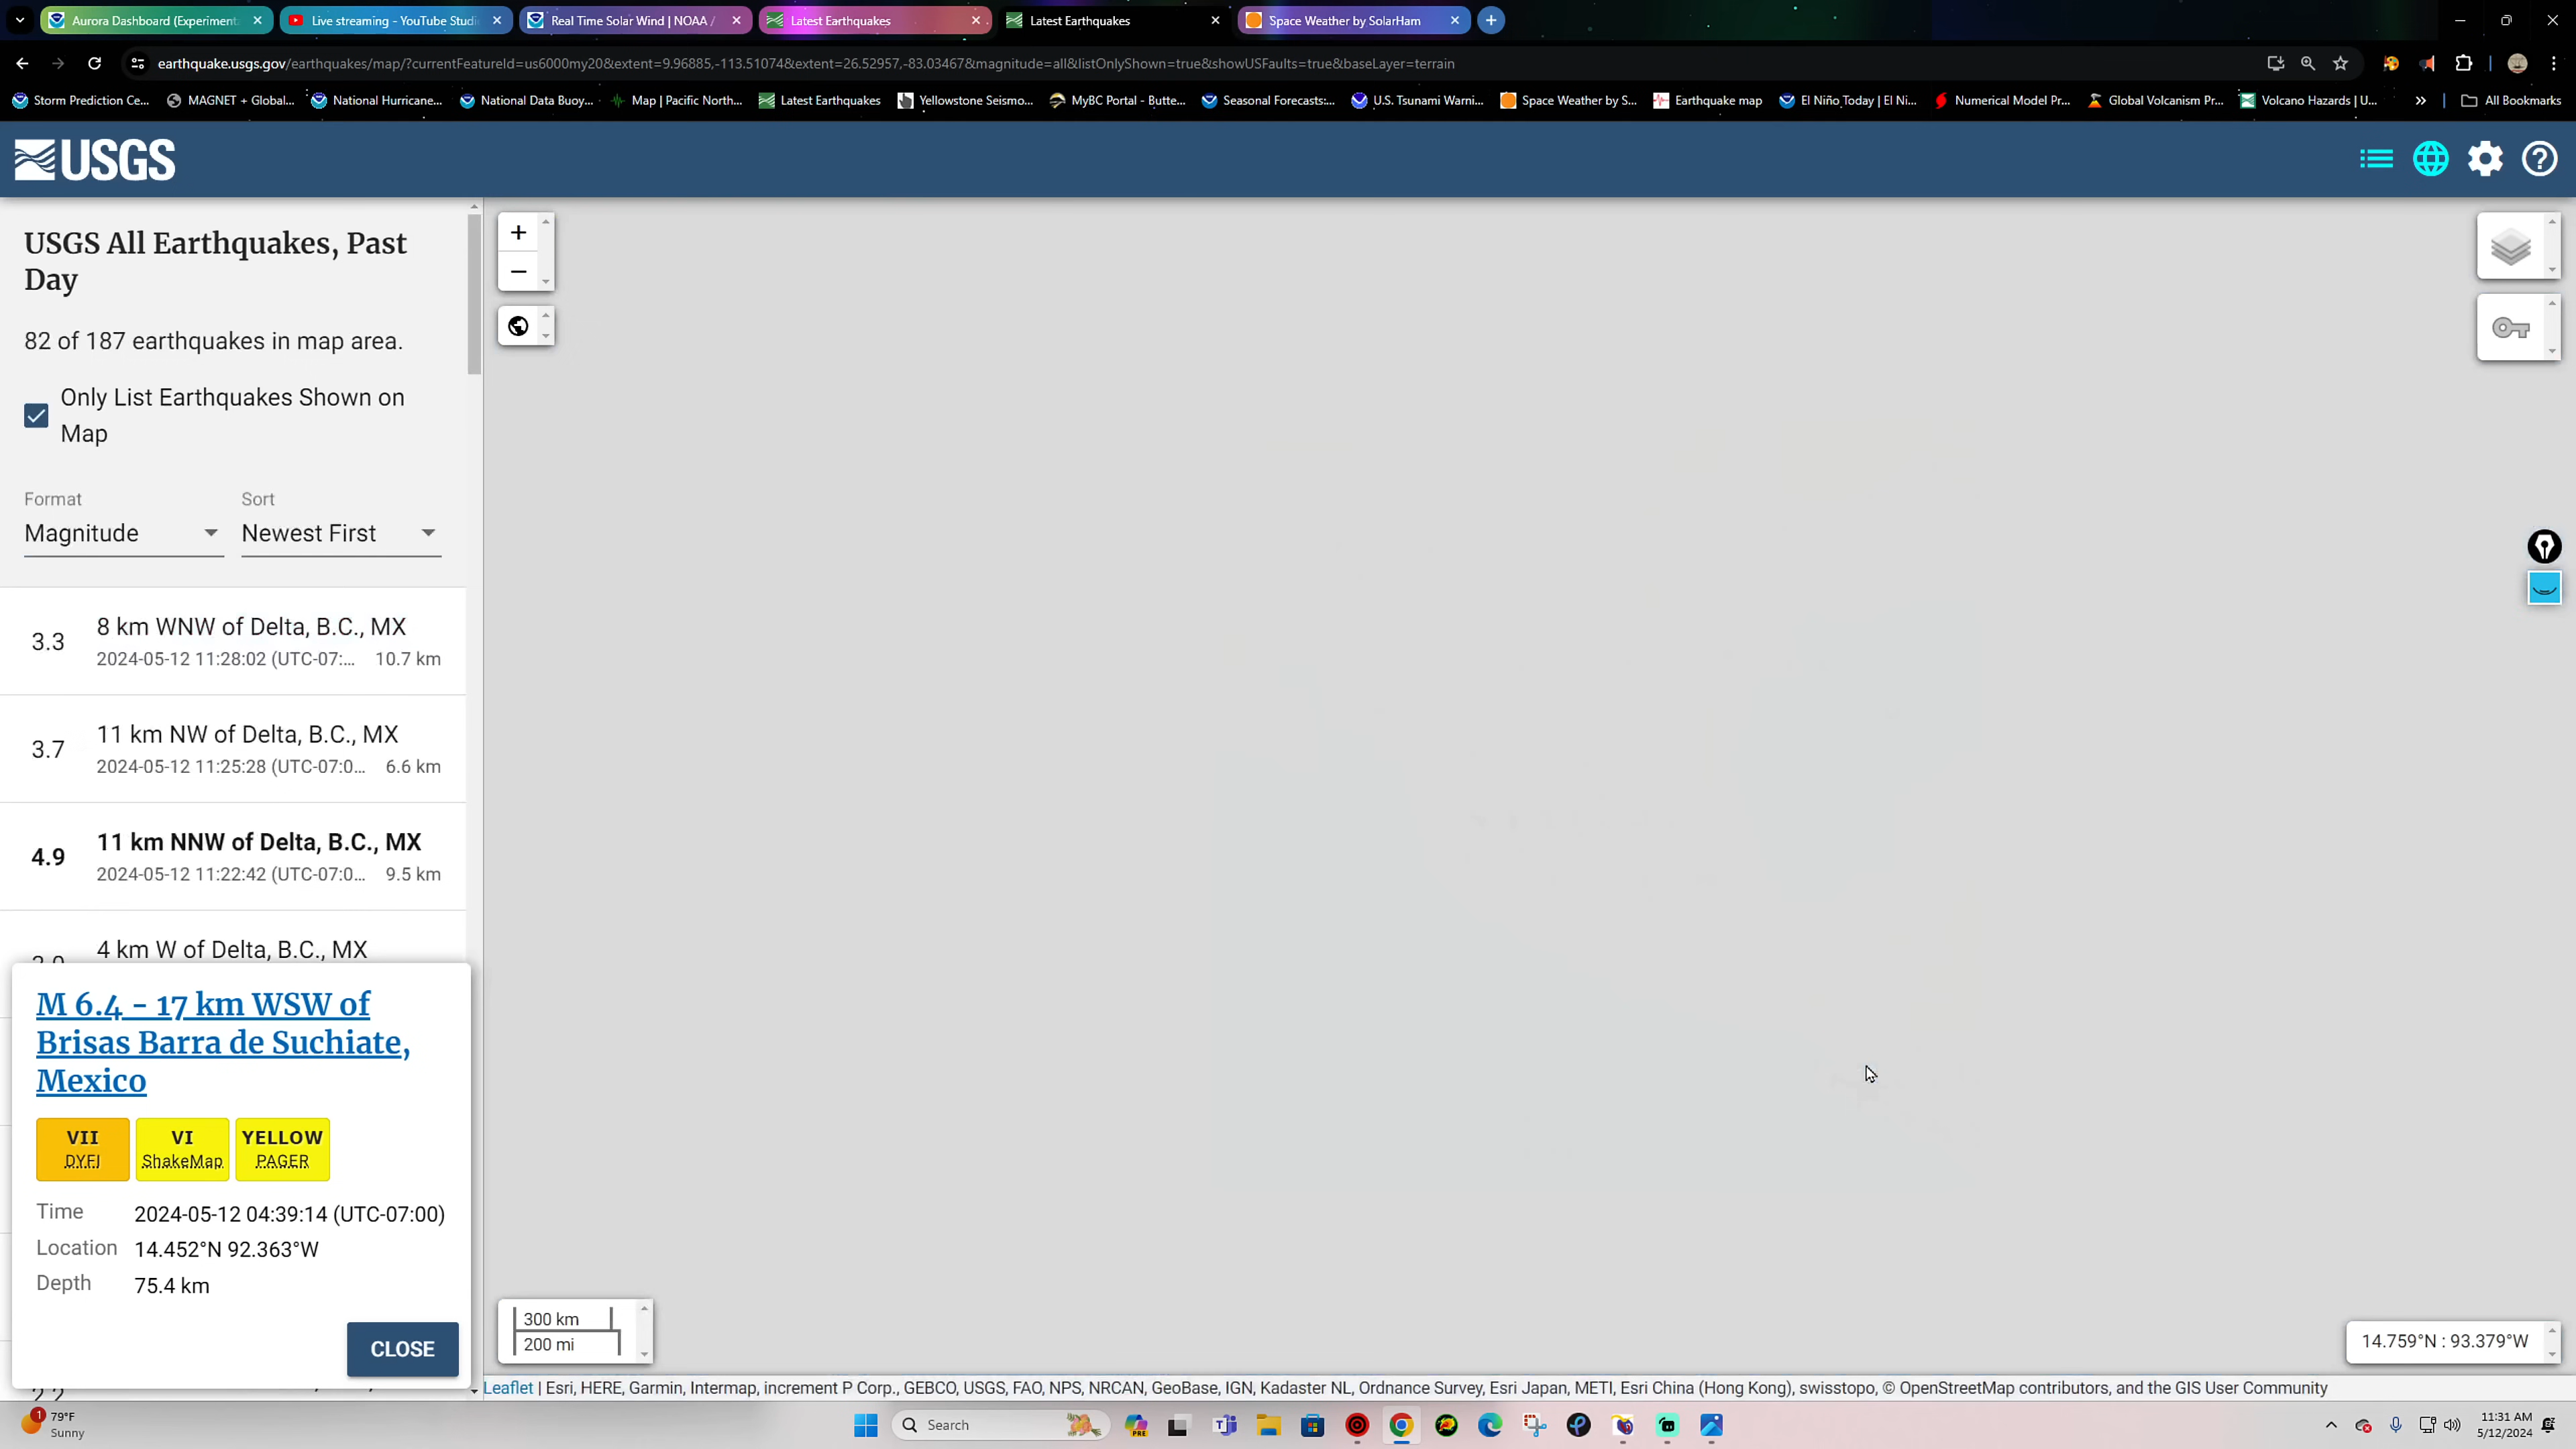 Aurora Dashboard (Experiment
Live streaming - YouTube Studi
Real Time Solar Wind | NOAA /
Latest Earthquakes
Latest Earthquakes
Space Weather by SolarHam
earthquake.usgs.gov/earthquakes/map/?currentFeatureId=us6000my20&extent=9.96885,-113.51074&extent=26.52957,-83.03467&magnitude=all&listOnlyShown=true&showUSFaults=true&baseLayer=terrain
Storm Prediction Ce...
MAGNET + Global...
National Hurricane...
National Data Buoy...
Map | Pacific North...
Latest Earthquakes
Yellowstone Seismo...
MyBC Portal - Butte...
Seasonal Forecasts:...
U.S. Tsunami Warni...
Space Weather by S...
Earthquake map
El Niño Today | El Ni...
Numerical Model Pr...
Global Volcanism Pr...
Volcano Hazards | U...
All Bookmarks
USGS
USGS All Earthquakes, Past
Day
82 of 187 earthquakes in map area.
Only List Earthquakes Shown on
Map
Format
Sort
Magnitude
Newest First
3.3
8 km WNW of Delta, B.C., MX
2024-05-12 11:28:02 (UTC-07:... 10.7 km
3.7
11 km NW of Delta, B.C., MX
2024-05-12 11:25:28 (UTC-07:0... 6.6 km
4.9
11 km NNW of Delta, B.C., MX
2024-05-12 11:22:42 (UTC-07:0... 9.5 km
4 km W of Delta, B.C., MX
M 6.4 - 17 km WSW of
Brisas Barra de Suchiate,
Mexico
VII
DYFI
VI
ShakeMap
YELLOW
PAGER
Time 2024-05-12 04:39:14 (UTC-07:00)
Location 14.452°N 92.363°W
Depth 75.4 km
CLOSE
300 km
200 mi
14.759°N : 93.379°W
Leaflet | Esri, HERE, Garmin, Intermap, increment P Corp., GEBCO, USGS, FAO, NPS, NRCAN, GeoBase, IGN, Kadaster NL, Ordnance Survey, Esri Japan, METI, Esri China (Hong Kong), swisstopo, © OpenStreetMap contributors, and the GIS User Community
1
79°F
Sunny
Search
PRE
11:31 AM
5/12/2024